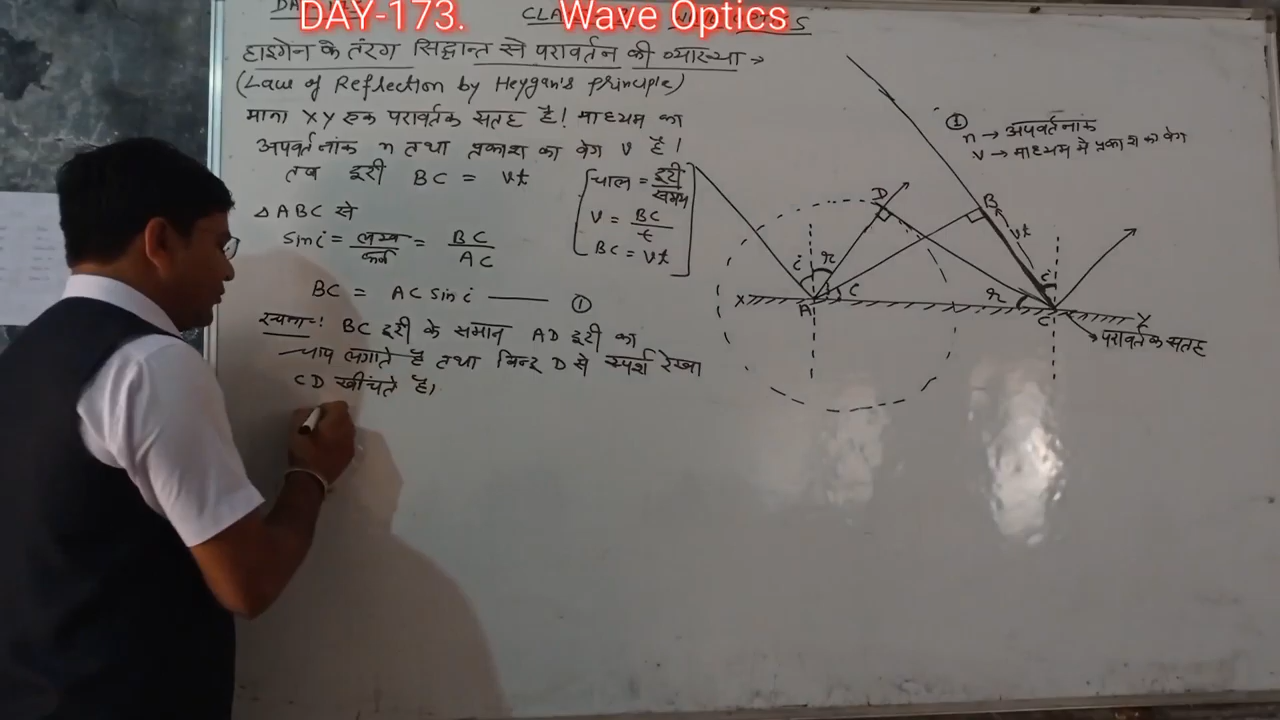 DAY-173. Wave Optics
हाइगेन के तरंग सिद्धान्त से परावर्तन की व्याख्या →
(Law of Reflection by Heygan's principle)
माना XY एक परावर्तक सतह है! माध्यम का
अपवर्तनांक n तथा प्रकाश का वेग v है।
तब दूरी BC = vt
[चाल = दूरी/समय
v = BC/t
BC = vt]
△ABC से
sin i = लम्ब/कर्ण = BC/AC
BC = AC sin i —— ①
रचना:- BC दूरी के समान AD दूरी का
चाप लगाते है तथा बिन्दु D से स्पर्श रेखा
CD खींचते है।
①
n → अपवर्तनांक
v → माध्यम में प्रकाश का वेग
D
B
vt
i
r
i
i
r
X
A
C
Y
परावर्तक सतह